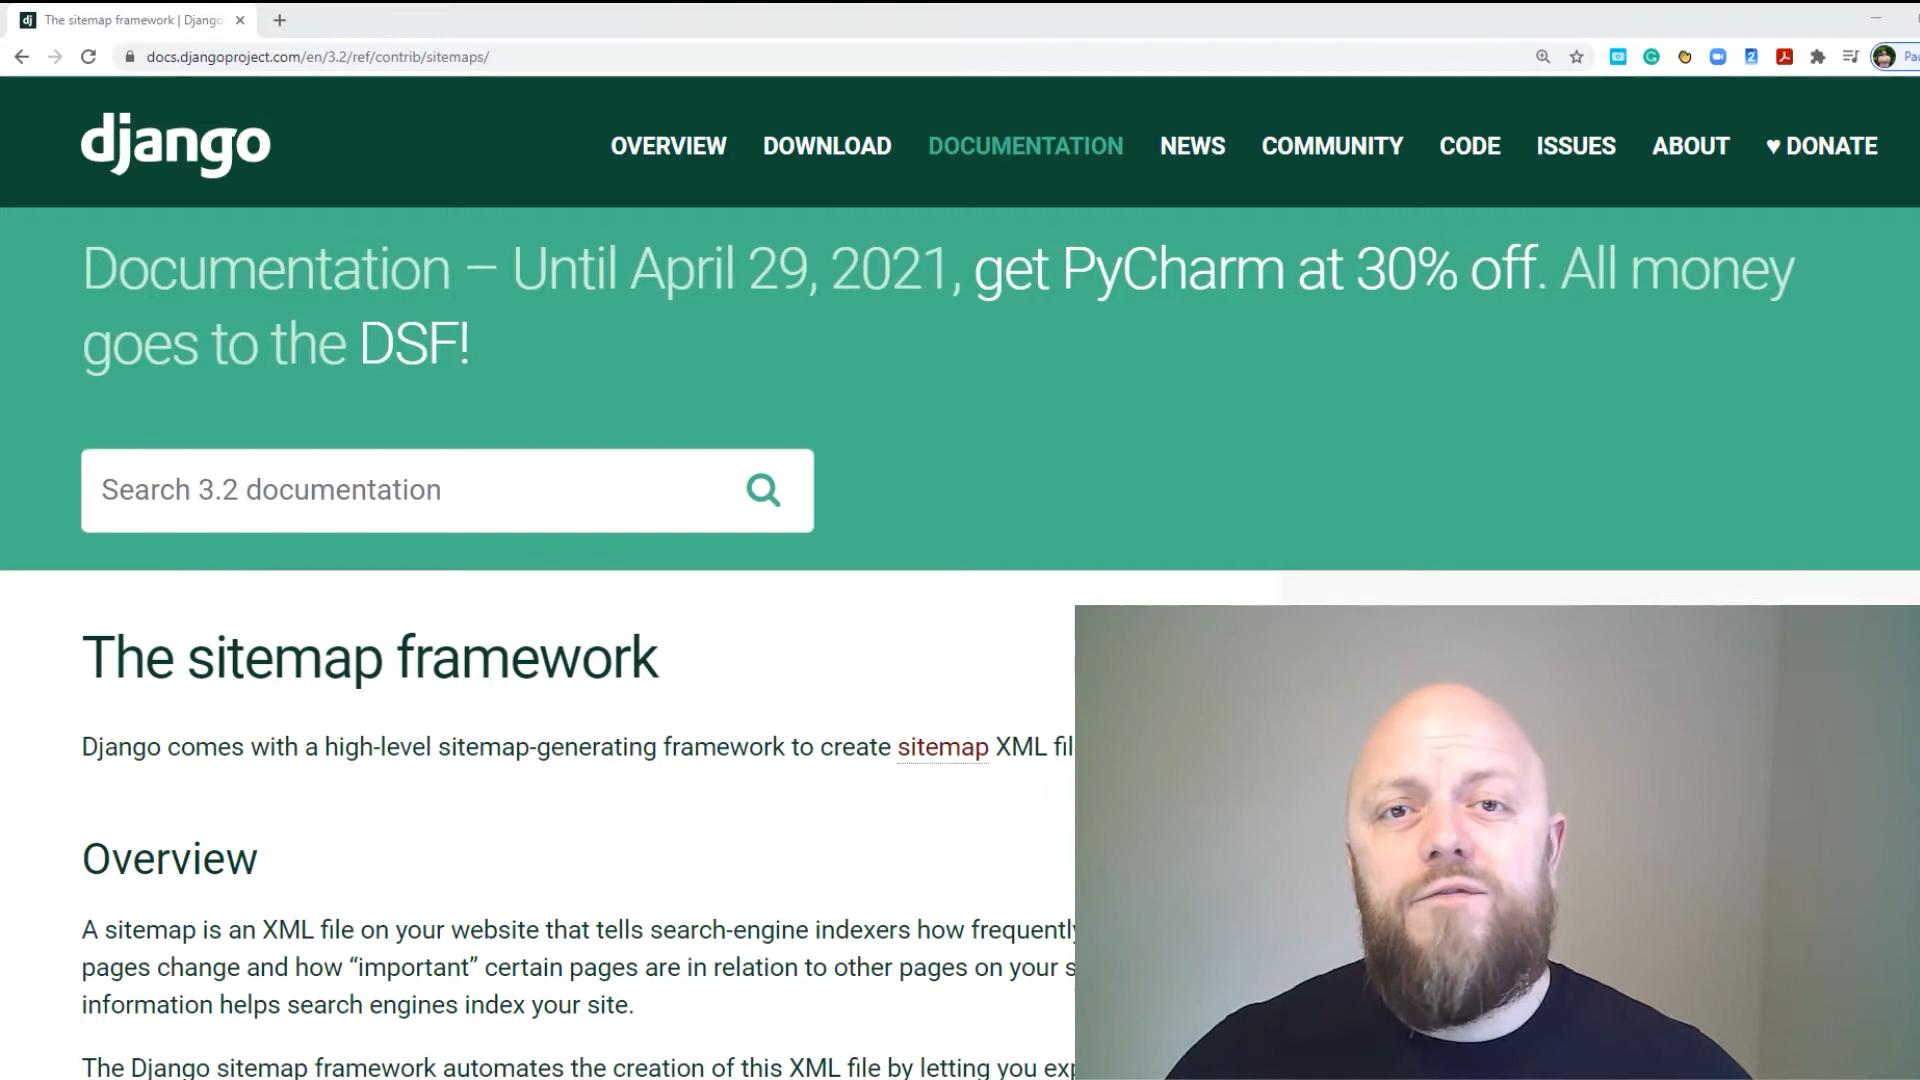 The sitemap framework | Django
docs.djangoproject.com/en/3.2/ref/contrib/sitemaps/
django
OVERVIEW DOWNLOAD DOCUMENTATION NEWS COMMUNITY CODE ISSUES ABOUT ♥ DONATE
Documentation – Until April 29, 2021, get PyCharm at 30% off. All money
goes to the DSF!
Search 3.2 documentation
The sitemap framework
Django comes with a high-level sitemap-generating framework to create sitemap XML fil
Overview
A sitemap is an XML file on your website that tells search-engine indexers how frequently
pages change and how “important” certain pages are in relation to other pages on your s
information helps search engines index your site.
The Django sitemap framework automates the creation of this XML file by letting you exp